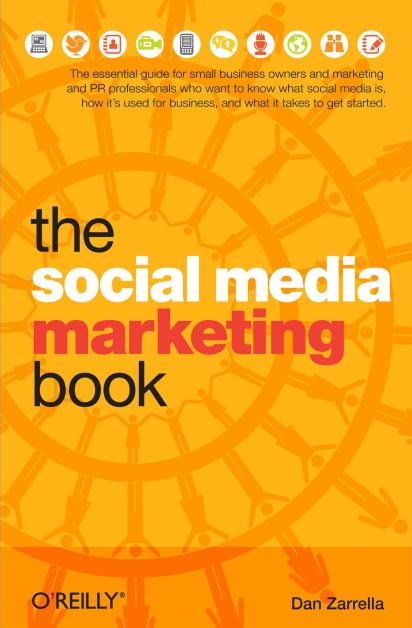 The essential guide for small business owners and marketing
and PR professionals who want to know what social media is,
how it's used for business, and what it takes to get started.
the
social media
marketing
book
O'REILLY®
Dan Zarrella